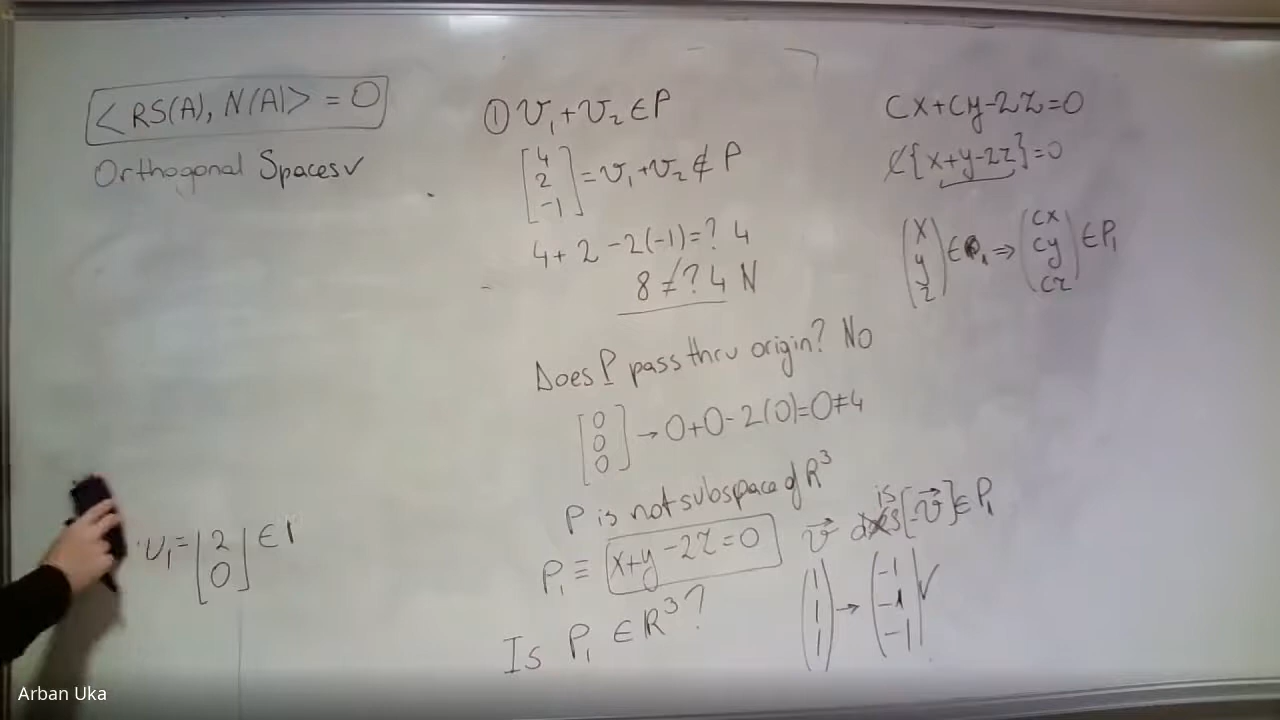 <RS(A), N(A)> = 0
Orthogonal Spaces✓
v₁ = [2 0] ∈
① v₁ + v₂ ∈ P
[4 2 -1] = v₁ + v₂ ∉ P
4 + 2 - 2(-1) =? 4
8 ≠? 4 N
Does P pass thru origin? No
[0 0 0] → 0+0-2(0)=0≠4
P is not subspace of R³
P₁ ≡ x+y-2z=0
Is P₁ ∈ R³?
cx+cy-2z=0
c{x+y-2z}=0
(x y z) ∈ P₁ ⇒ (cx cy cz) ∈ P₁
v⃗ is [-v⃗] ∈ P₁
(1 1 1) → (-1 -1 -1) ✓
Arban Uka